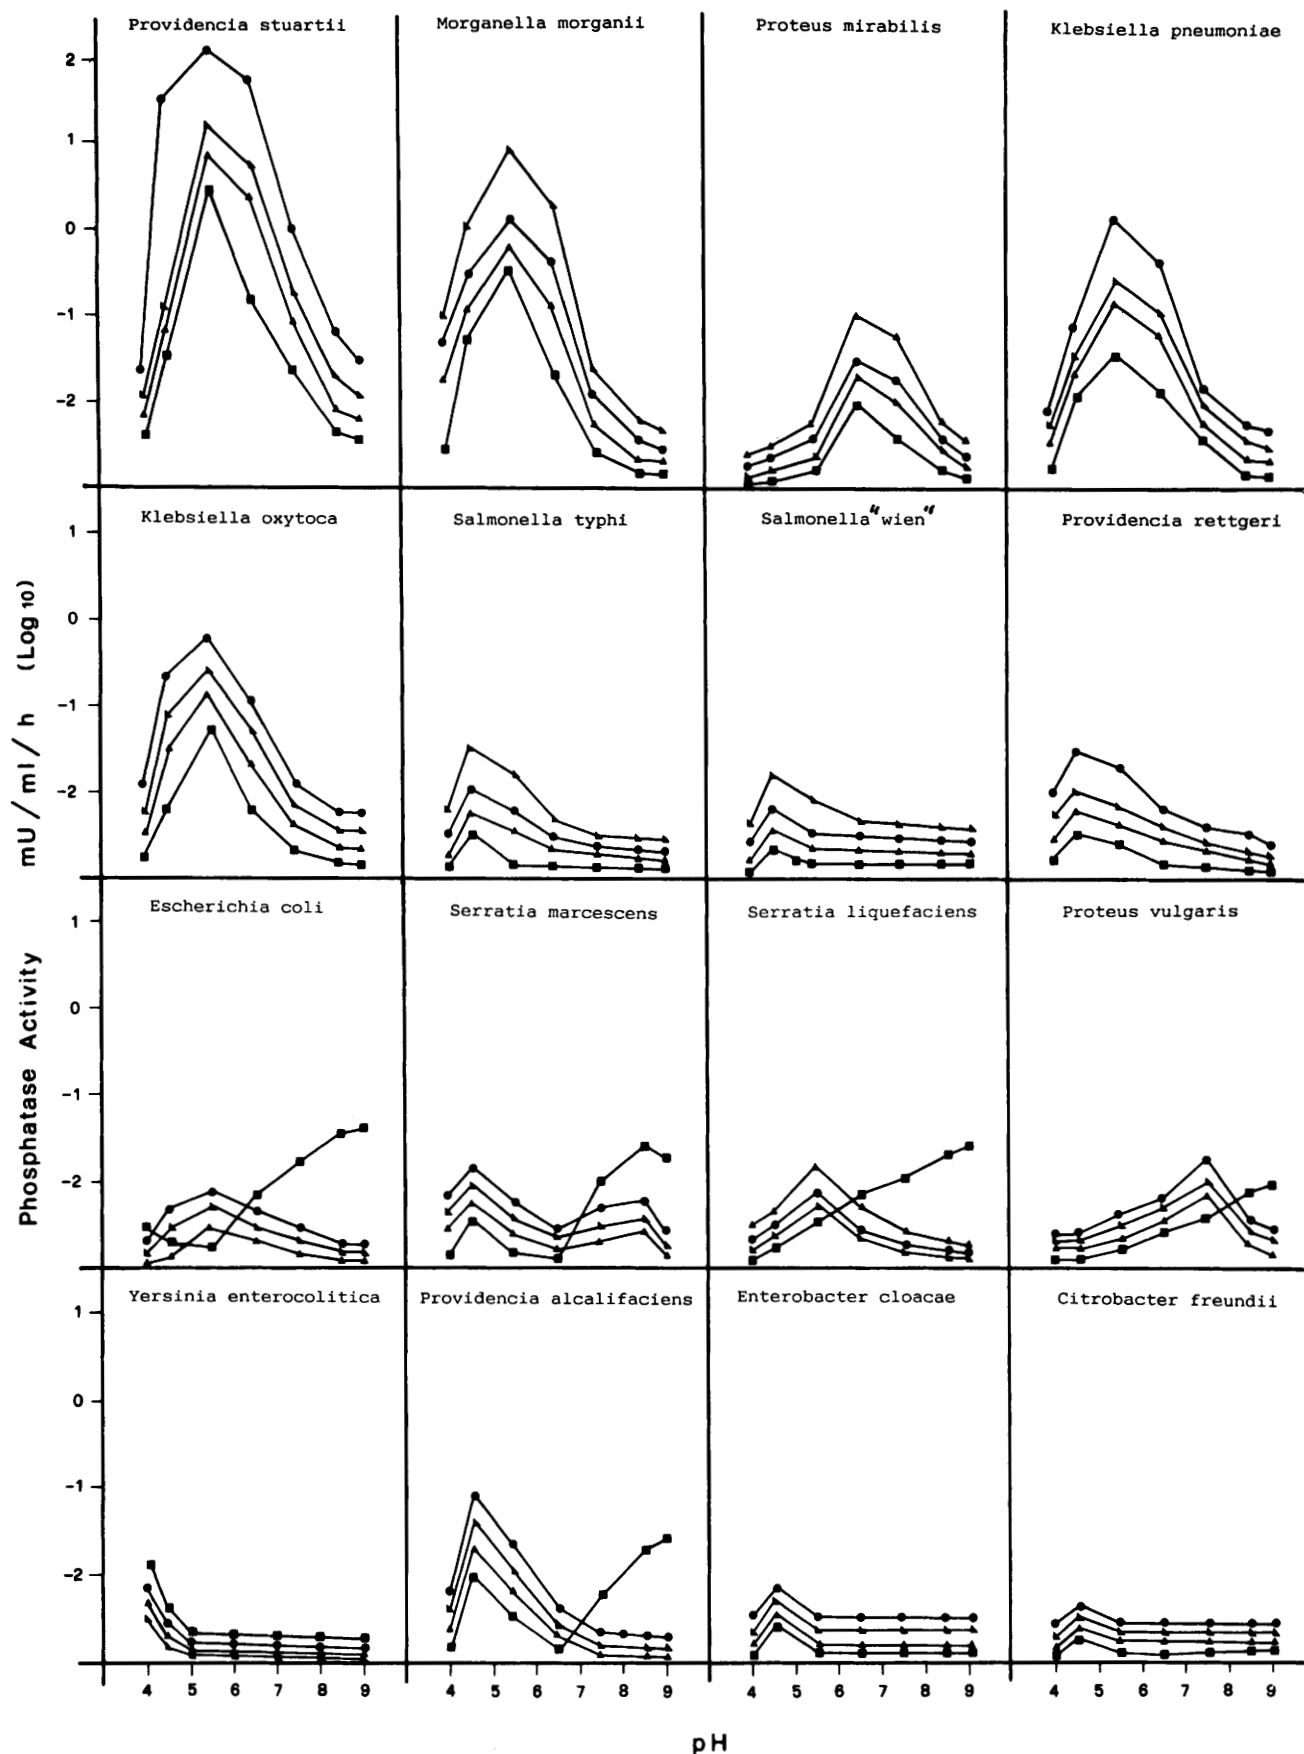 Providencia stuartii
Morganella morganii
Proteus mirabilis
Klebsiella pneumoniae
2
1
0
-1
-2
Klebsiella oxytoca
Salmonella typhi
Salmonella "wien"
Providencia rettgeri
1
0
-1
-2
Escherichia coli
Serratia marcescens
Serratia liquefaciens
Proteus vulgaris
1
0
-1
-2
Yersinia enterocolitica
Providencia alcalifaciens
Enterobacter cloacae
Citrobacter freundii
1
0
-1
-2
4 5 6 7 8 9
4 5 6 7 8 9
4 5 6 7 8 9
4 5 6 7 8 9
pH
Phosphatase Activity mU/ml/h (Log 10)